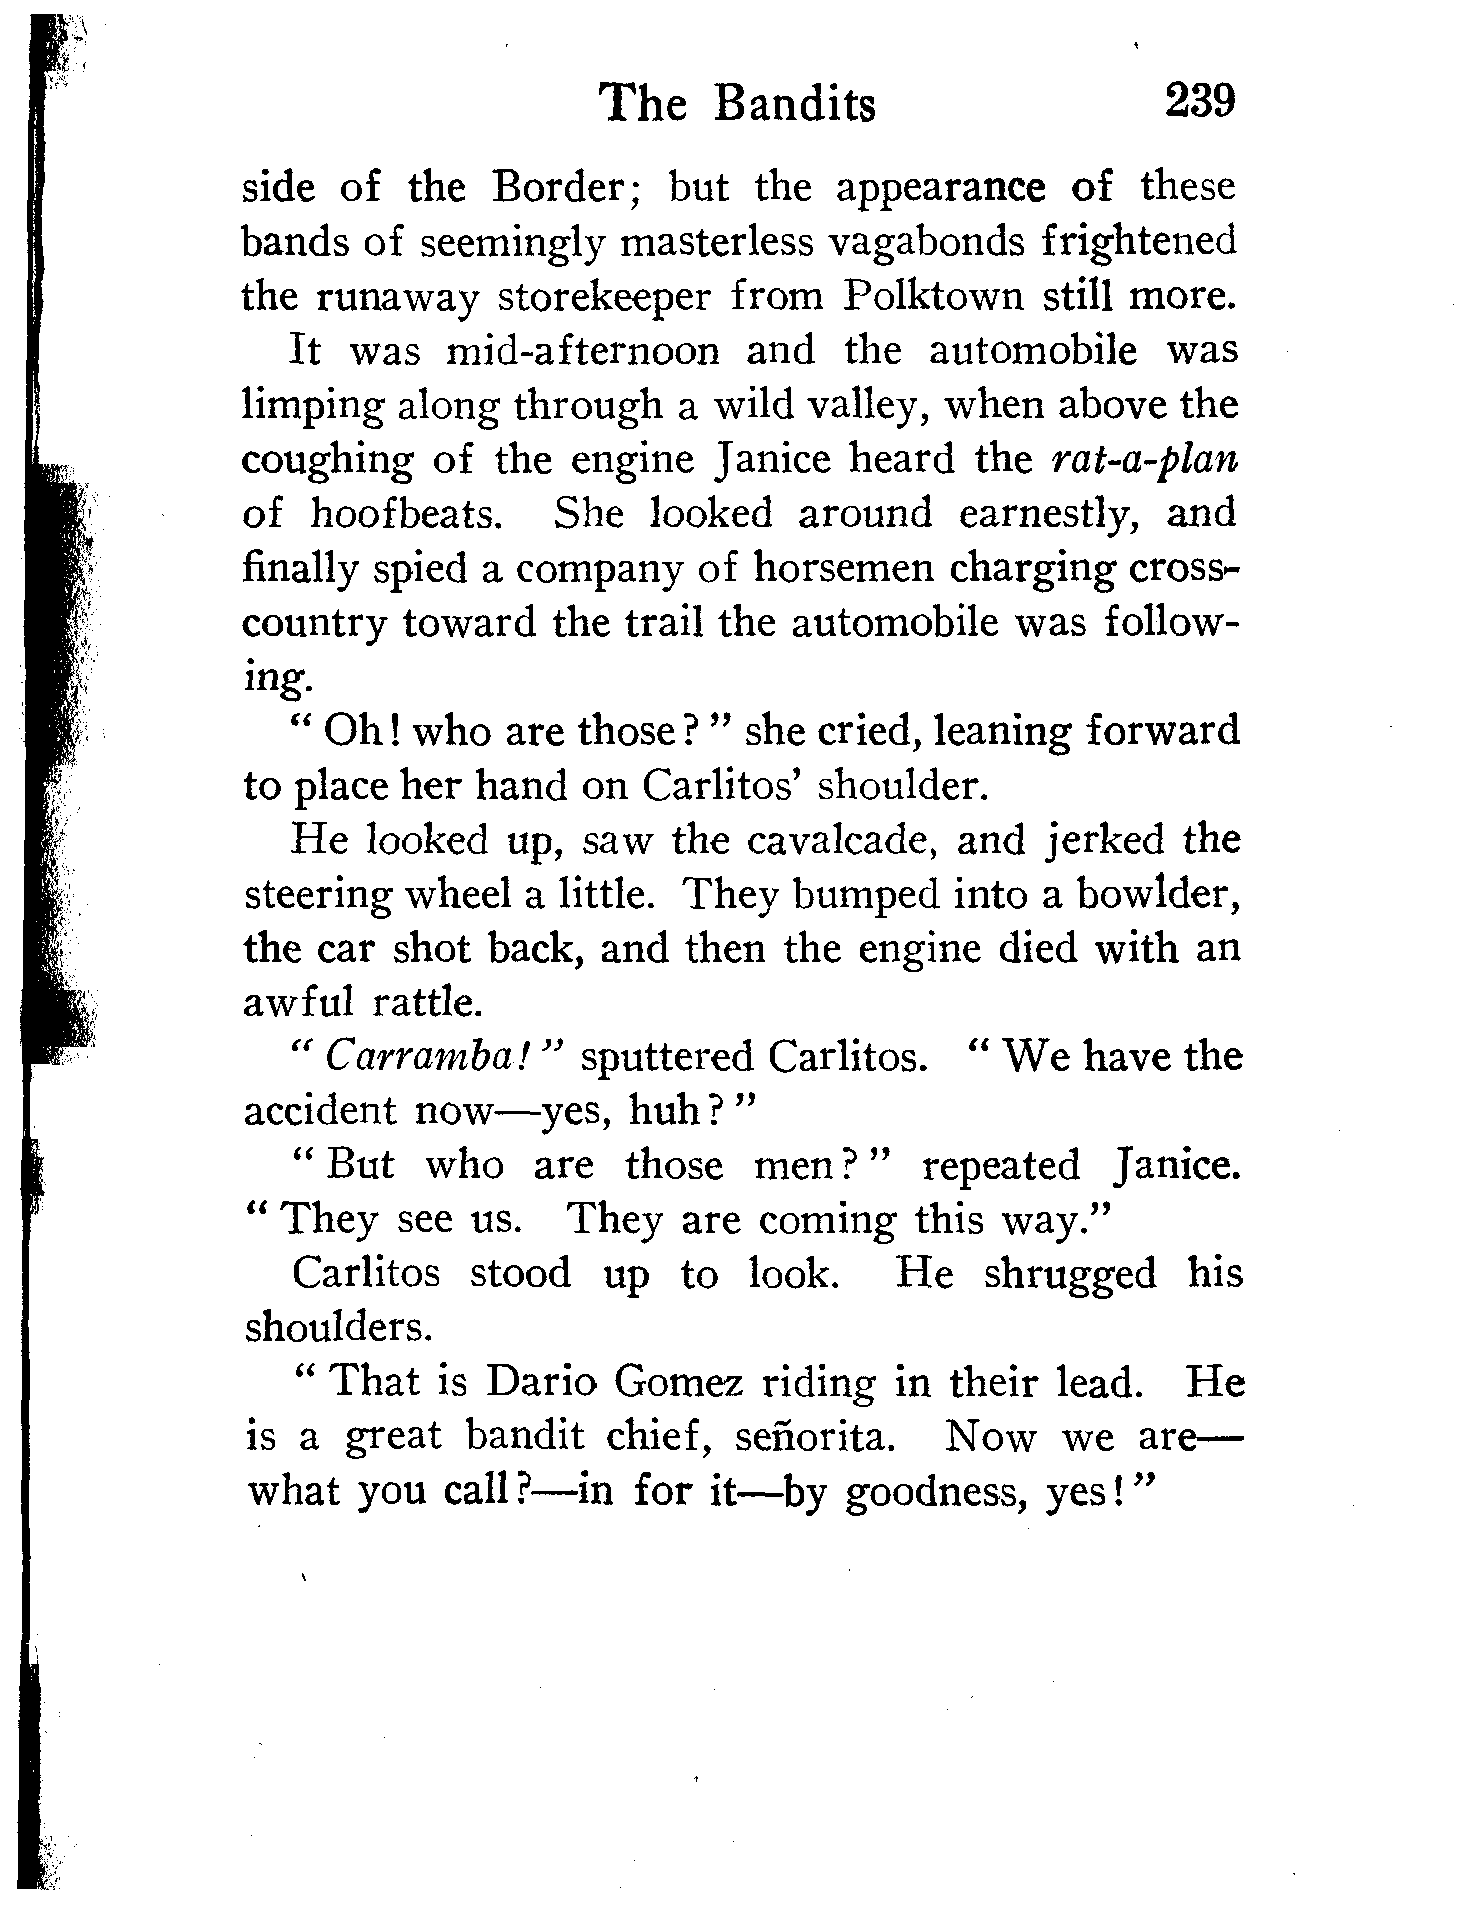 The Bandits 239
side of the Border; but the appearance of these
bands of seemingly masterless vagabonds frightened
the runaway storekeeper from Polktown still more.
It was mid-afternoon and the automobile was
limping along through a wild valley, when above the
coughing of the engine Janice heard the rat-a-plan
of hoofbeats. She looked around earnestly, and
finally spied a company of horsemen charging cross-
country toward the trail the automobile was follow-
ing.
" Oh! who are those? " she cried, leaning forward
to place her hand on Carlitos' shoulder.
He looked up, saw the cavalcade, and jerked the
steering wheel a little. They bumped into a bowlder,
the car shot back, and then the engine died with an
awful rattle.
" Carramba! " sputtered Carlitos. " We have the
accident now—yes, huh? "
" But who are those men? " repeated Janice.
" They see us. They are coming this way."
Carlitos stood up to look. He shrugged his
shoulders.
" That is Dario Gomez riding in their lead. He
is a great bandit chief, señorita. Now we are—
what you call?—in for it—by goodness, yes! "